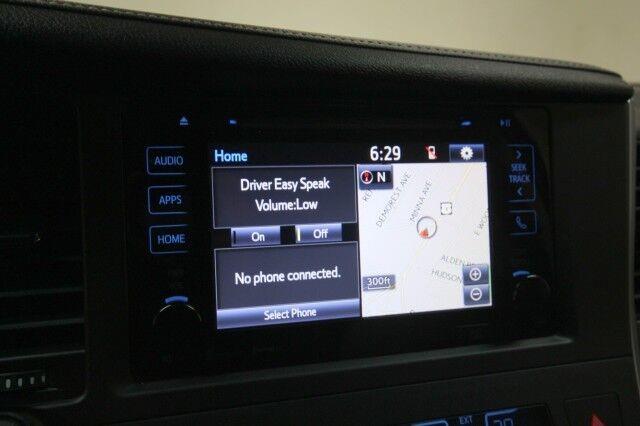 AUDIO
APPS
HOME
Home
6:29
Driver Easy Speak
Volume:Low
On
Off
No phone connected.
Select Phone
N
DEMOREST AVE
MINNA AVE
ALDEN
HUDSON
300ft
SEEK
TRACK
EXT